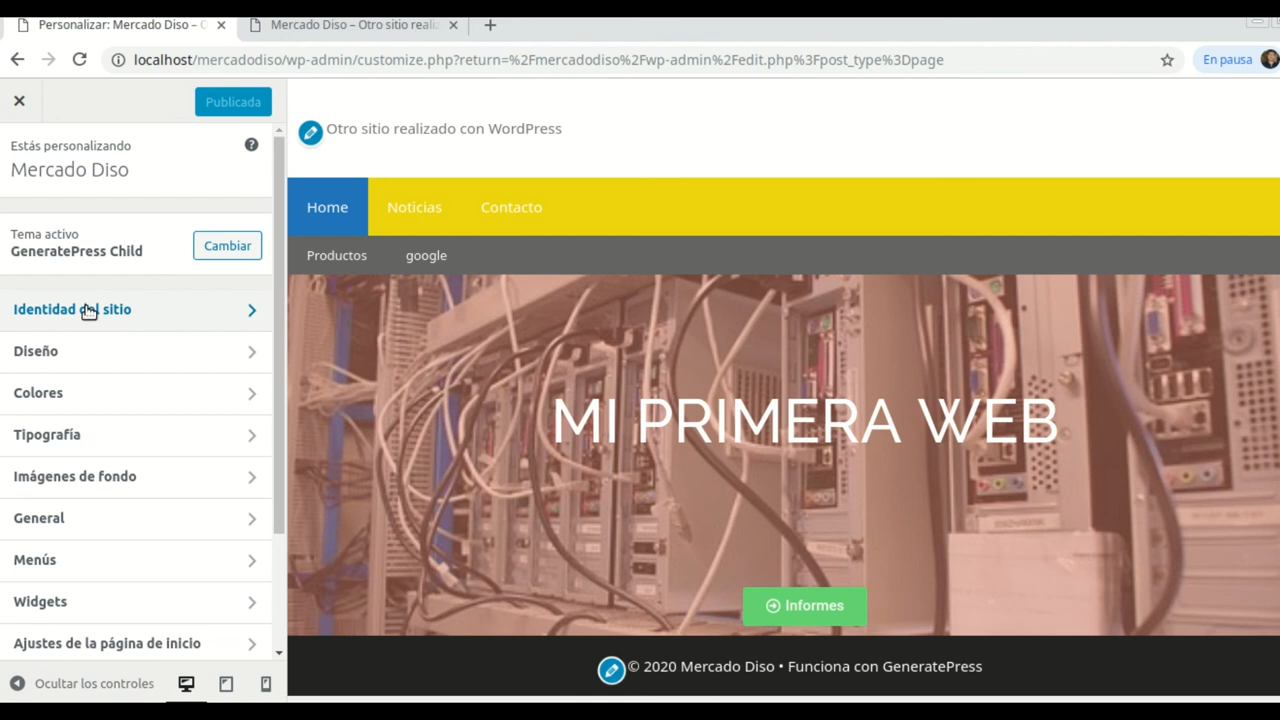 Personalizar: Mercado Diso –
Mercado Diso – Otro sitio reali
localhost/mercadodiso/wp-admin/customize.php?return=%2Fmercadodiso%2Fwp-admin%2Fedit.php%3Fpost_type%3Dpage
En pausa
Publicada
Estás personalizando
Mercado Diso
Tema activo
GeneratePress Child
Cambiar
Identidad del sitio
Diseño
Colores
Tipografía
Imágenes de fondo
General
Menús
Widgets
Ajustes de la página de inicio
Ocultar los controles
Otro sitio realizado con WordPress
Home Noticias Contacto
Productos google
MI PRIMERA WEB
Informes
© 2020 Mercado Diso • Funciona con GeneratePress